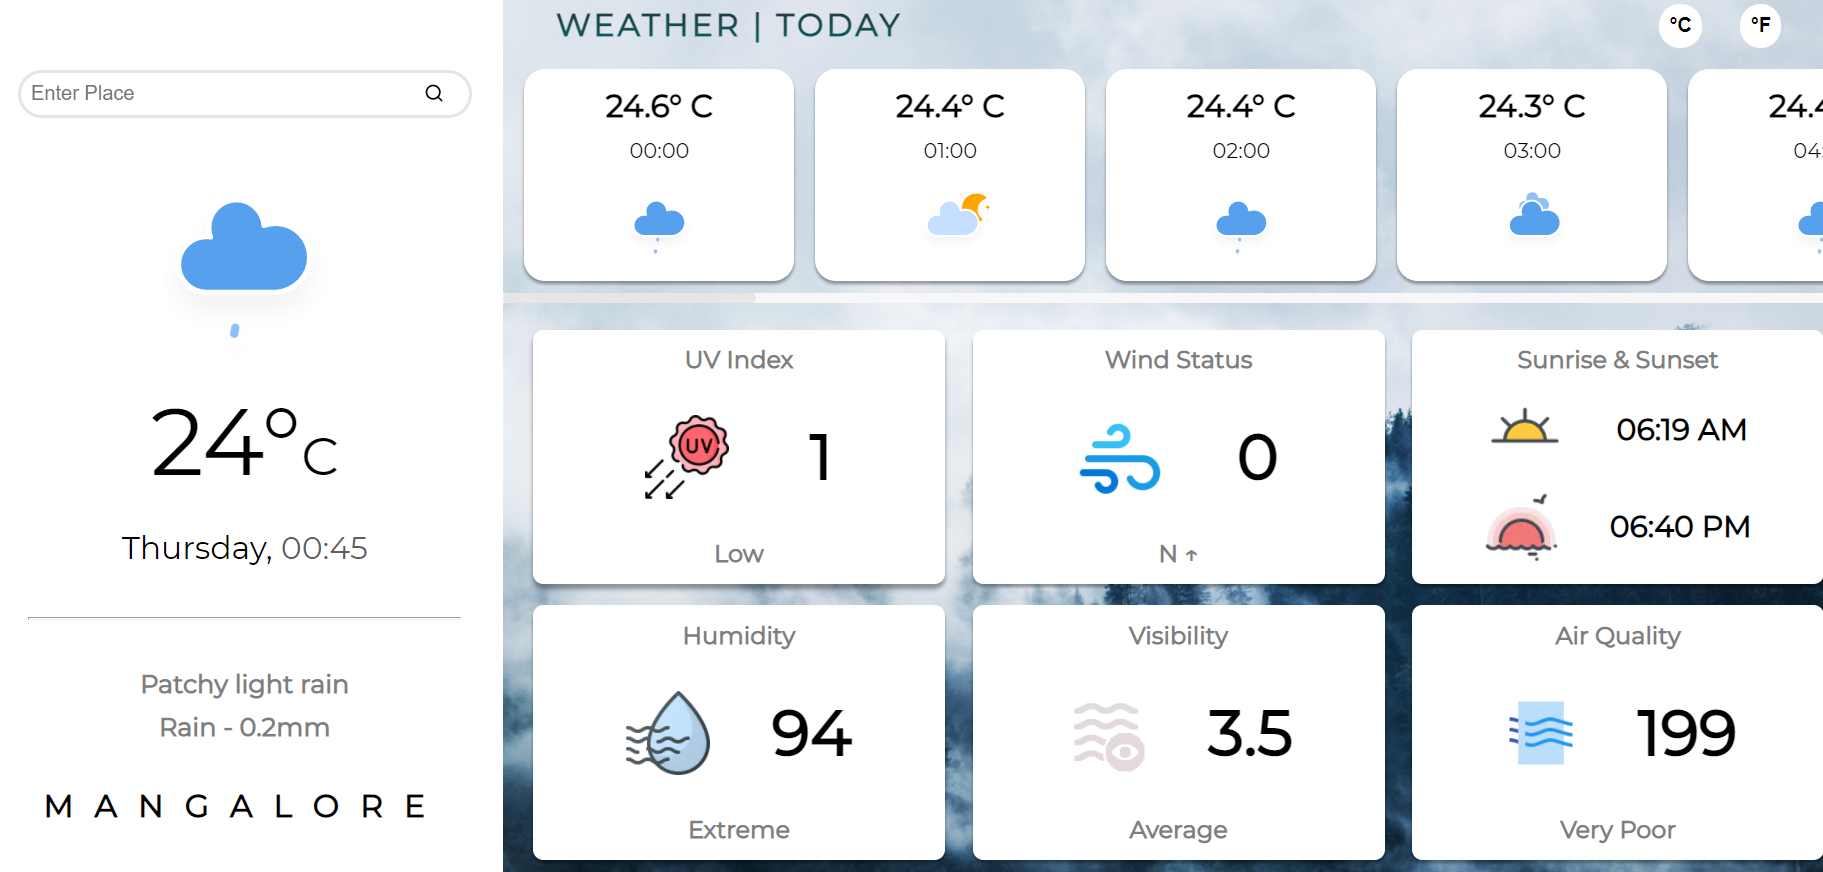 Enter Place
24° C
Thursday, 00:45
Patchy light rain
Rain - 0.2mm
MANGALORE
WEATHER | TODAY
°C
°F
24.6° C
00:00
24.4° C
01:00
24.4° C
02:00
24.3° C
03:00
24.4
04:
UV Index
UV
1
Low
Wind Status
0
N ↑
Sunrise & Sunset
06:19 AM
06:40 PM
Humidity
94
Extreme
Visibility
3.5
Average
Air Quality
199
Very Poor